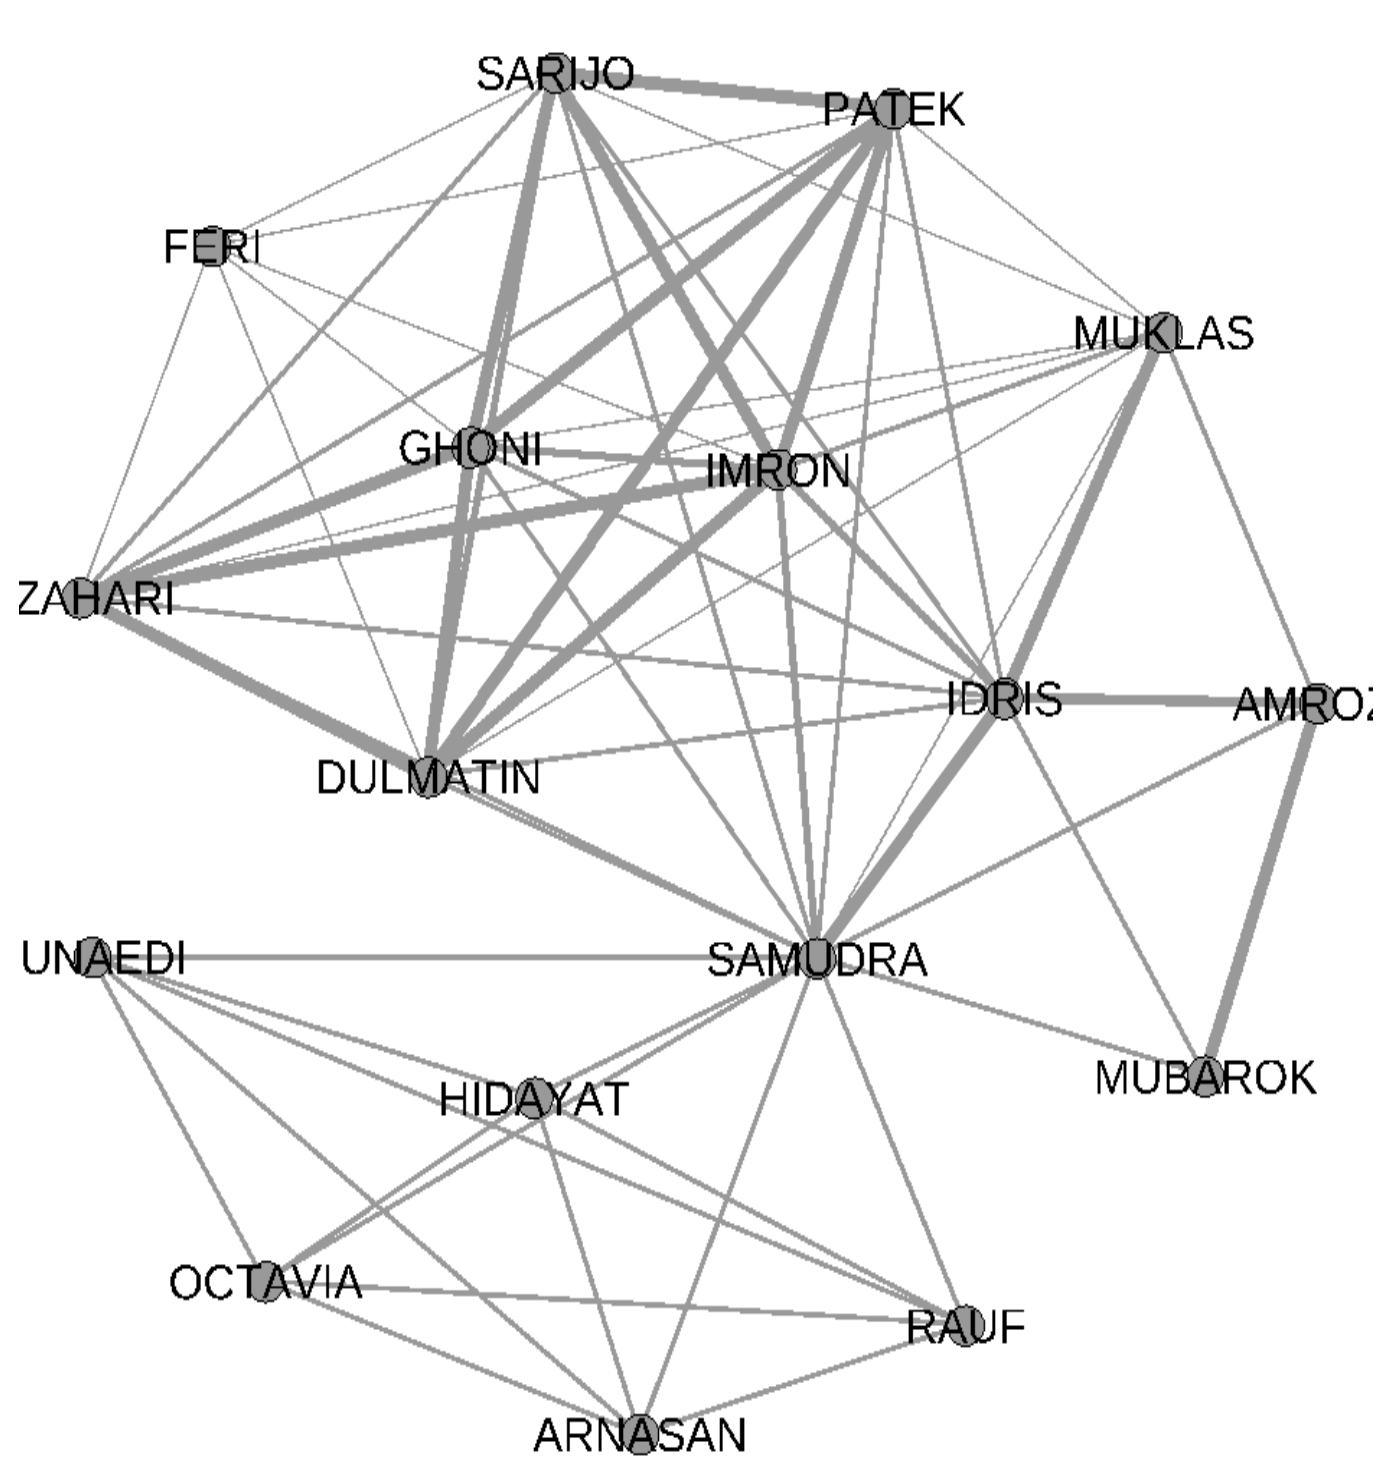 SARIJO
PATEK
FERI
MUKLAS
GHONI
IMRON
ZAHARI
IDRIS
AMROZ
DULMATIN
UNAEDI
SAMUDRA
HIDAYAT
MUBAROK
OCTAVIA
RAUF
ARNASAN